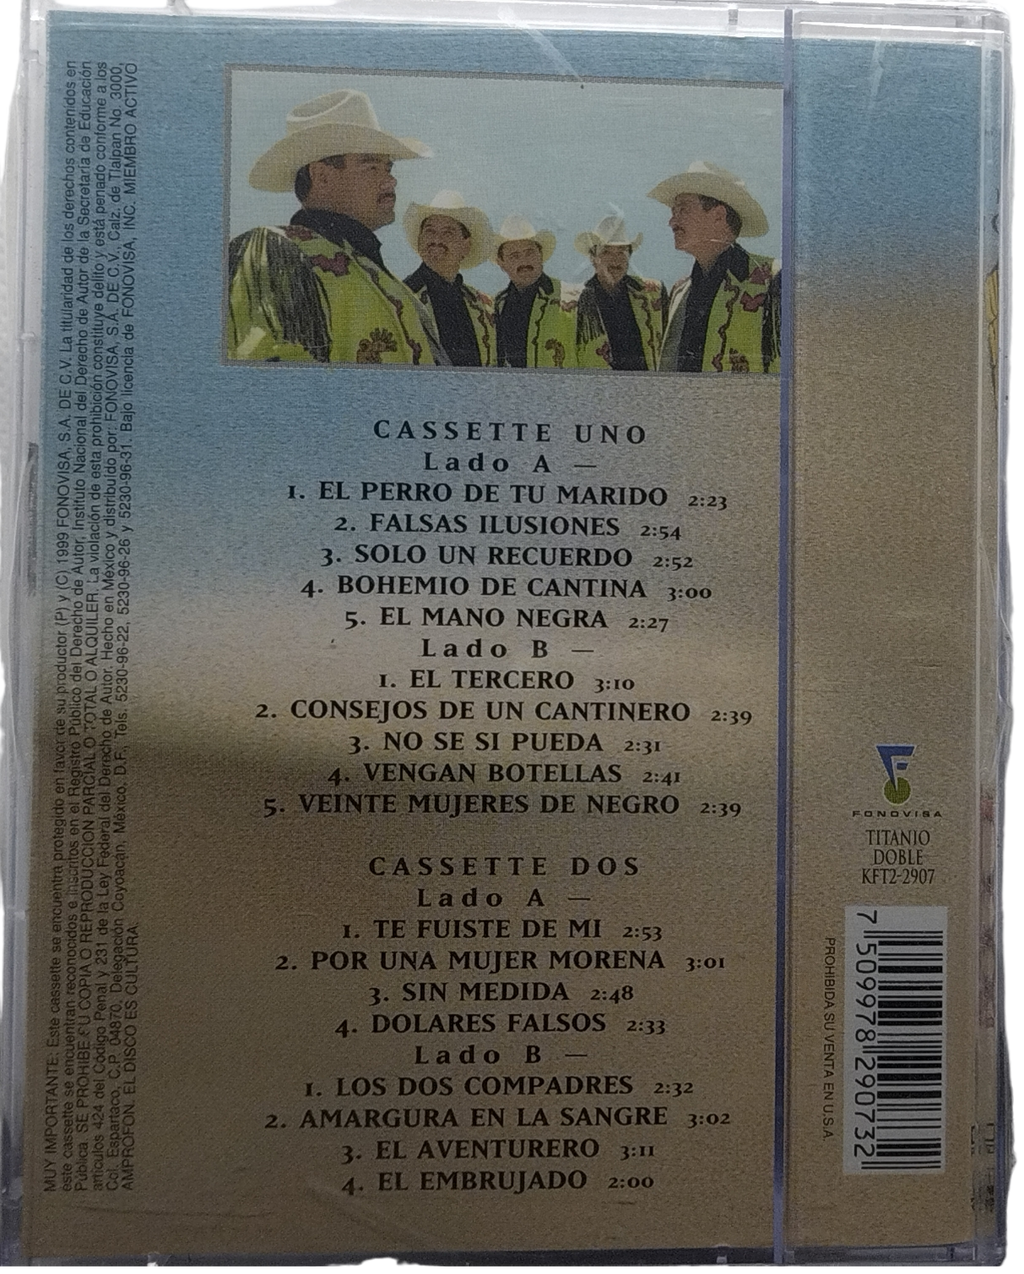 CASSETTE UNO
Lado A —
1. EL PERRO DE TU MARIDO 2:23
2. FALSAS ILUSIONES 2:54
3. SOLO UN RECUERDO 2:52
4. BOHEMIO DE CANTINA 3:00
5. EL MANO NEGRA 2:27
Lado B —
1. EL TERCERO 3:10
2. CONSEJOS DE UN CANTINERO 2:39
3. NO SE SI PUEDA 2:31
4. VENGAN BOTELLAS 2:41
5. VEINTE MUJERES DE NEGRO 2:39
CASSETTE DOS
Lado A —
1. TE FUISTE DE MI 2:53
2. POR UNA MUJER MORENA 3:01
3. SIN MEDIDA 2:48
4. DOLARES FALSOS 2:33
Lado B —
1. LOS DOS COMPADRES 2:32
2. AMARGURA EN LA SANGRE 3:02
3. EL AVENTURERO 3:11
4. EL EMBRUJADO 2:00
MUY IMPORTANTE: Este cassette se encuentra protegido en favor de su productor (P) y (C) 1999 FONOVISA, S.A. DE C.V. La titularidad de los derechos contenidos en
este cassette se encuentran reconocidos e inscritos en el Registro Público del Derecho de Autor, Instituto Nacional del Derecho de Autor de la Secretaría de Educación
Pública. SE PROHIBE SU COPIA O REPRODUCCION PARCIAL O TOTAL O ALQUILER. La violación de esta prohibición constituye delito y está penado conforme a los
artículos 424 del Código Penal y 231 de la Ley Federal del Derecho de Autor. Hecho en México y distribuido por: FONOVISA, S.A. DE C.V., Calz. de Tlalpan No. 3000,
Col. Espartaco, C.P. 04870, Delegación Coyoacán. México, D.F., Tels. 5230-96-22, 5230-96-26 y 5230-96-31. Bajo licencia de FONOVISA, INC. MIEMBRO ACTIVO
AMPROFON. EL DISCO ES CULTURA.
FONOVISA
TITANIO
DOBLE
KFT2-2907
7 509978 290732
PROHIBIDA SU VENTA EN U.S.A.